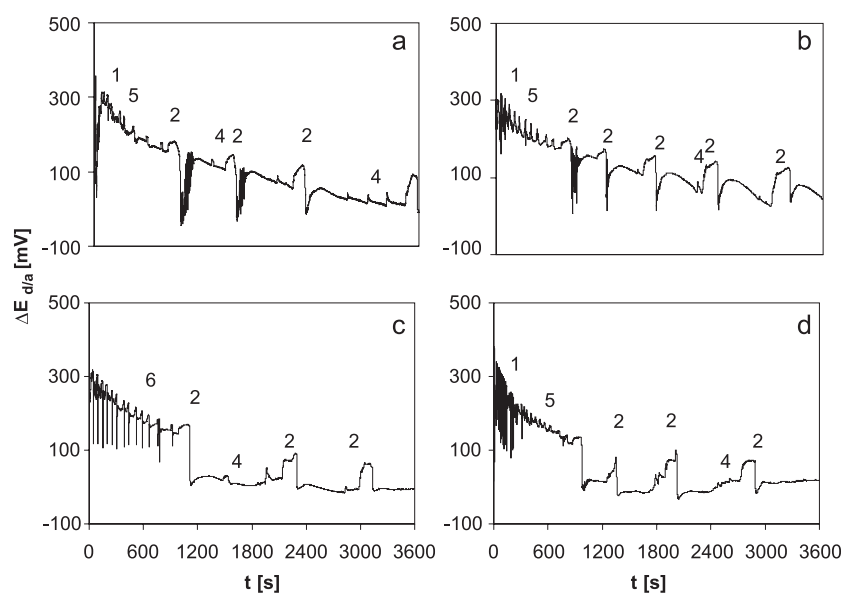 500 a 500 b
1 1
300 5 300 5
2 4 2 2 2 2 2 4 2 2
100 4 100
-100 -100
ΔE d/a [mV]
500 c 500 d
1
300 6 2 300 5
2 2
100 4 2 2 100 4 2
-100 -100
0 600 1200 1800 2400 3000 3600 0 600 1200 1800 2400 3000 3600
t [s] t [s]